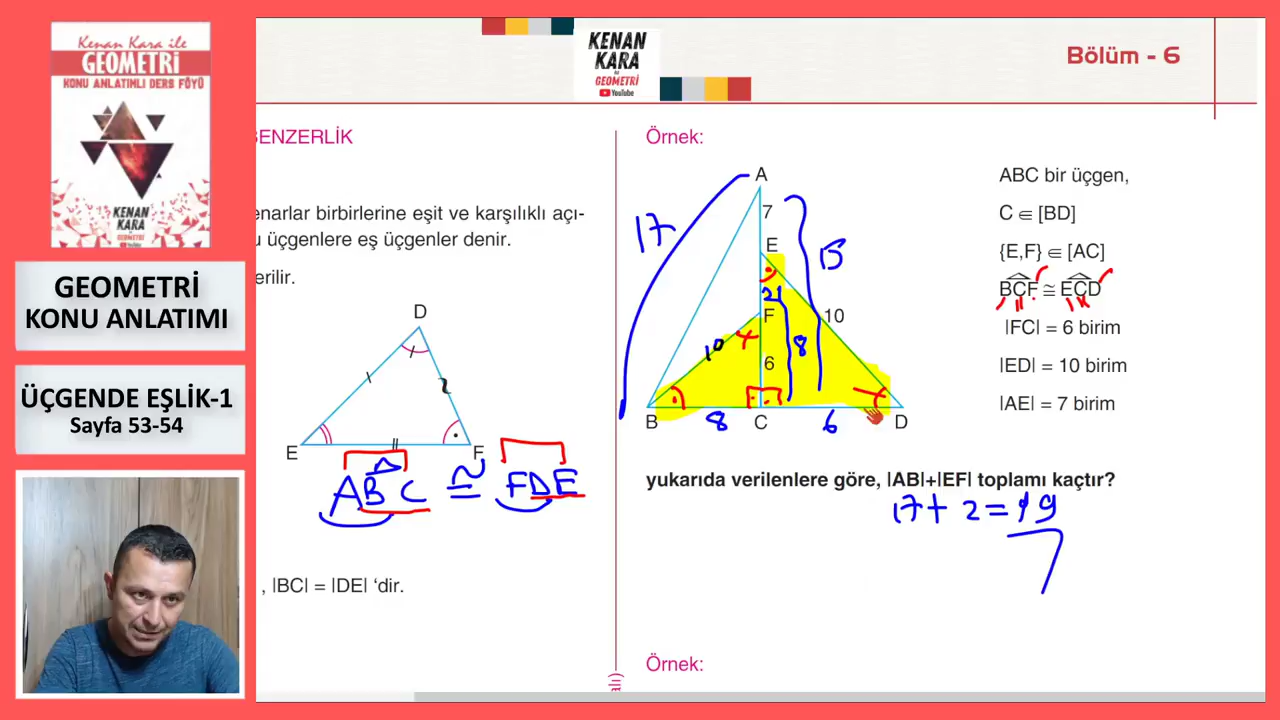 Kenan Kara ile
GEOMETRİ
KONU ANLATIMLI DERS FÖYÜ
KENAN
KARA
GEOMETRİ
KONU ANLATIMI
ÜÇGENDE EŞLİK-1
Sayfa 53-54
KENAN
KARA
ile
GEOMETRİ
YouTube
Bölüm - 6
BENZERLİK
enarlar birbirlerine eşit ve karşılıklı açı-
u üçgenlere eş üçgenler denir.
erilir.
D
E
F
ABC ≅ FDE
, |BC| = |DE| 'dir.
Örnek:
A
7
E
17
15
2
F
10
10
8
6
B
8
C
6
D
ABC bir üçgen,
C ∈ [BD]
{E,F} ∈ [AC]
BCF ≅ ECD
|FC| = 6 birim
|ED| = 10 birim
|AE| = 7 birim
yukarıda verilenlere göre, |AB|+|EF| toplamı kaçtır?
17+ 2 = 19
Örnek: